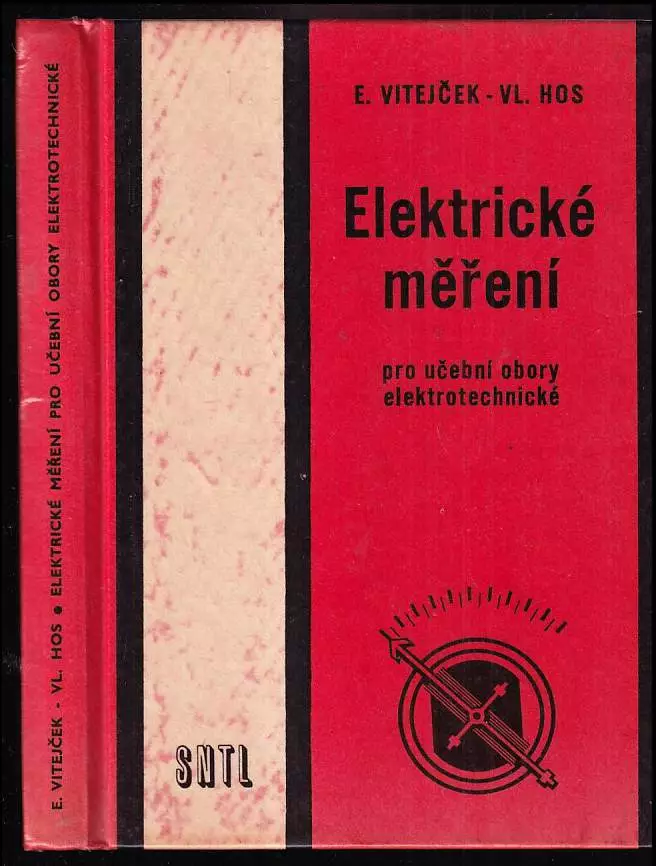 E. VITEJČEK - VL. HOS • ELEKTRICKÉ MĚŘENÍ PRO UČEBNÍ OBORY ELEKTROTECHNICKÉ
E. VITEJČEK - VL. HOS
Elektrické
měření
pro učební obory
elektrotechnické
SNTL